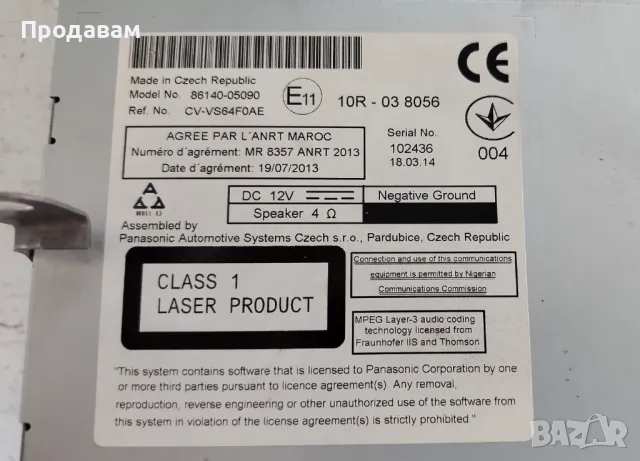 Продавам
Made in Czech Republic
Model No. 86140-05090
Ref. No. CV-VS64F0AE
E11
10R - 03 8056
CE
004
AGREE PAR L'ANRT MAROC
Numéro d'agrément: MR 8357 ANRT 2013
Date d'agrément: 19/07/2013
Serial No.
102436
18.03.14
DC 12V
Negative Ground
Speaker 4 Ω
Assembled by
Panasonic Automotive Systems Czech s.r.o., Pardubice, Czech Republic
CLASS 1
LASER PRODUCT
Connection and use of this communications
equipment is permitted by Nigerian
Communications Commission
MPEG Layer-3 audio coding
technology licensed from
Fraunhofer IIS and Thomson
"This system contains software that is licensed to Panasonic Corporation by one
or more third parties pursuant to licence agreement(s). Any removal,
reproduction, reverse engineering or other unauthorized use of the software from
this system in violation of the license agreement(s) is strictly prohibited."
BAZAR